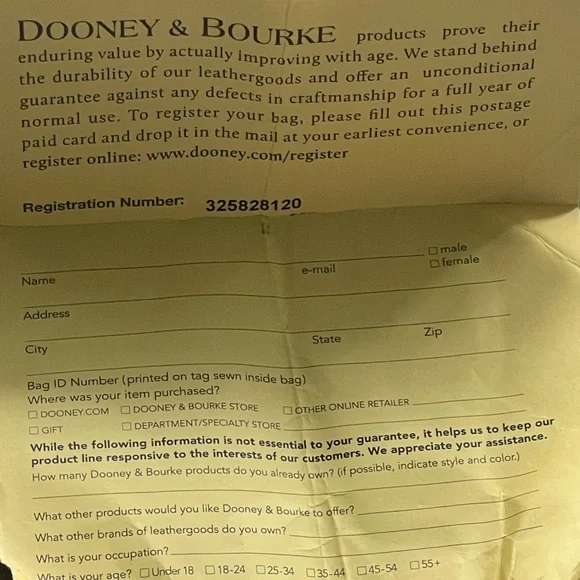 DOONEY & BOURKE products prove their
enduring value by actually improving with age. We stand behind
the durability of our leathergoods and offer an unconditional
guarantee against any defects in craftmanship for a full year of
normal use. To register your bag, please fill out this postage
paid card and drop it in the mail at your earliest convenience, or
register online: www.dooney.com/register
Registration Number: 325828120
Name e-mail □ male
□ female
Address
City State Zip
Bag ID Number (printed on tag sewn inside bag)
Where was your item purchased?
□ DOONEY.COM □ DOONEY & BOURKE STORE □ OTHER ONLINE RETAILER
□ GIFT □ DEPARTMENT/SPECIALTY STORE
While the following information is not essential to your guarantee, it helps us to keep our
product line responsive to the interests of our customers. We appreciate your assistance.
How many Dooney & Bourke products do you already own? (if possible, indicate style and color.)
What other products would you like Dooney & Bourke to offer?
What other brands of leathergoods do you own?
What is your occupation?
What is your age? □ Under 18 □ 18-24 □ 25-34 □ 35-44 □ 45-54 □ 55+